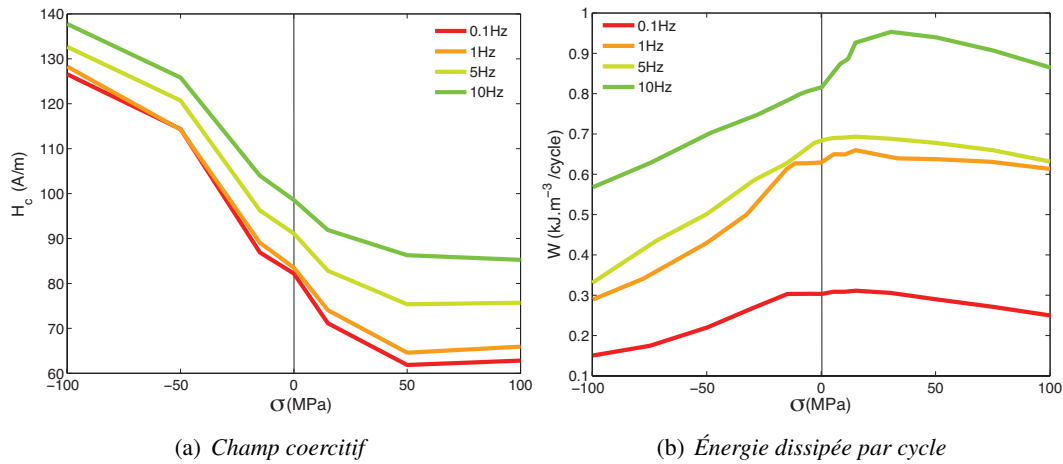 140
130
120
110
100
90
80
70
60
−100
−50
0
50
100
H_c (A/m)
σ(MPa)
0.1Hz
1Hz
5Hz
10Hz
(a) Champ coercitif
1
0.9
0.8
0.7
0.6
0.5
0.4
0.3
0.2
0.1
−100
−50
0
50
100
W (kJ.m⁻³/cycle)
σ(MPa)
0.1Hz
1Hz
5Hz
10Hz
(b) Énergie dissipée par cycle